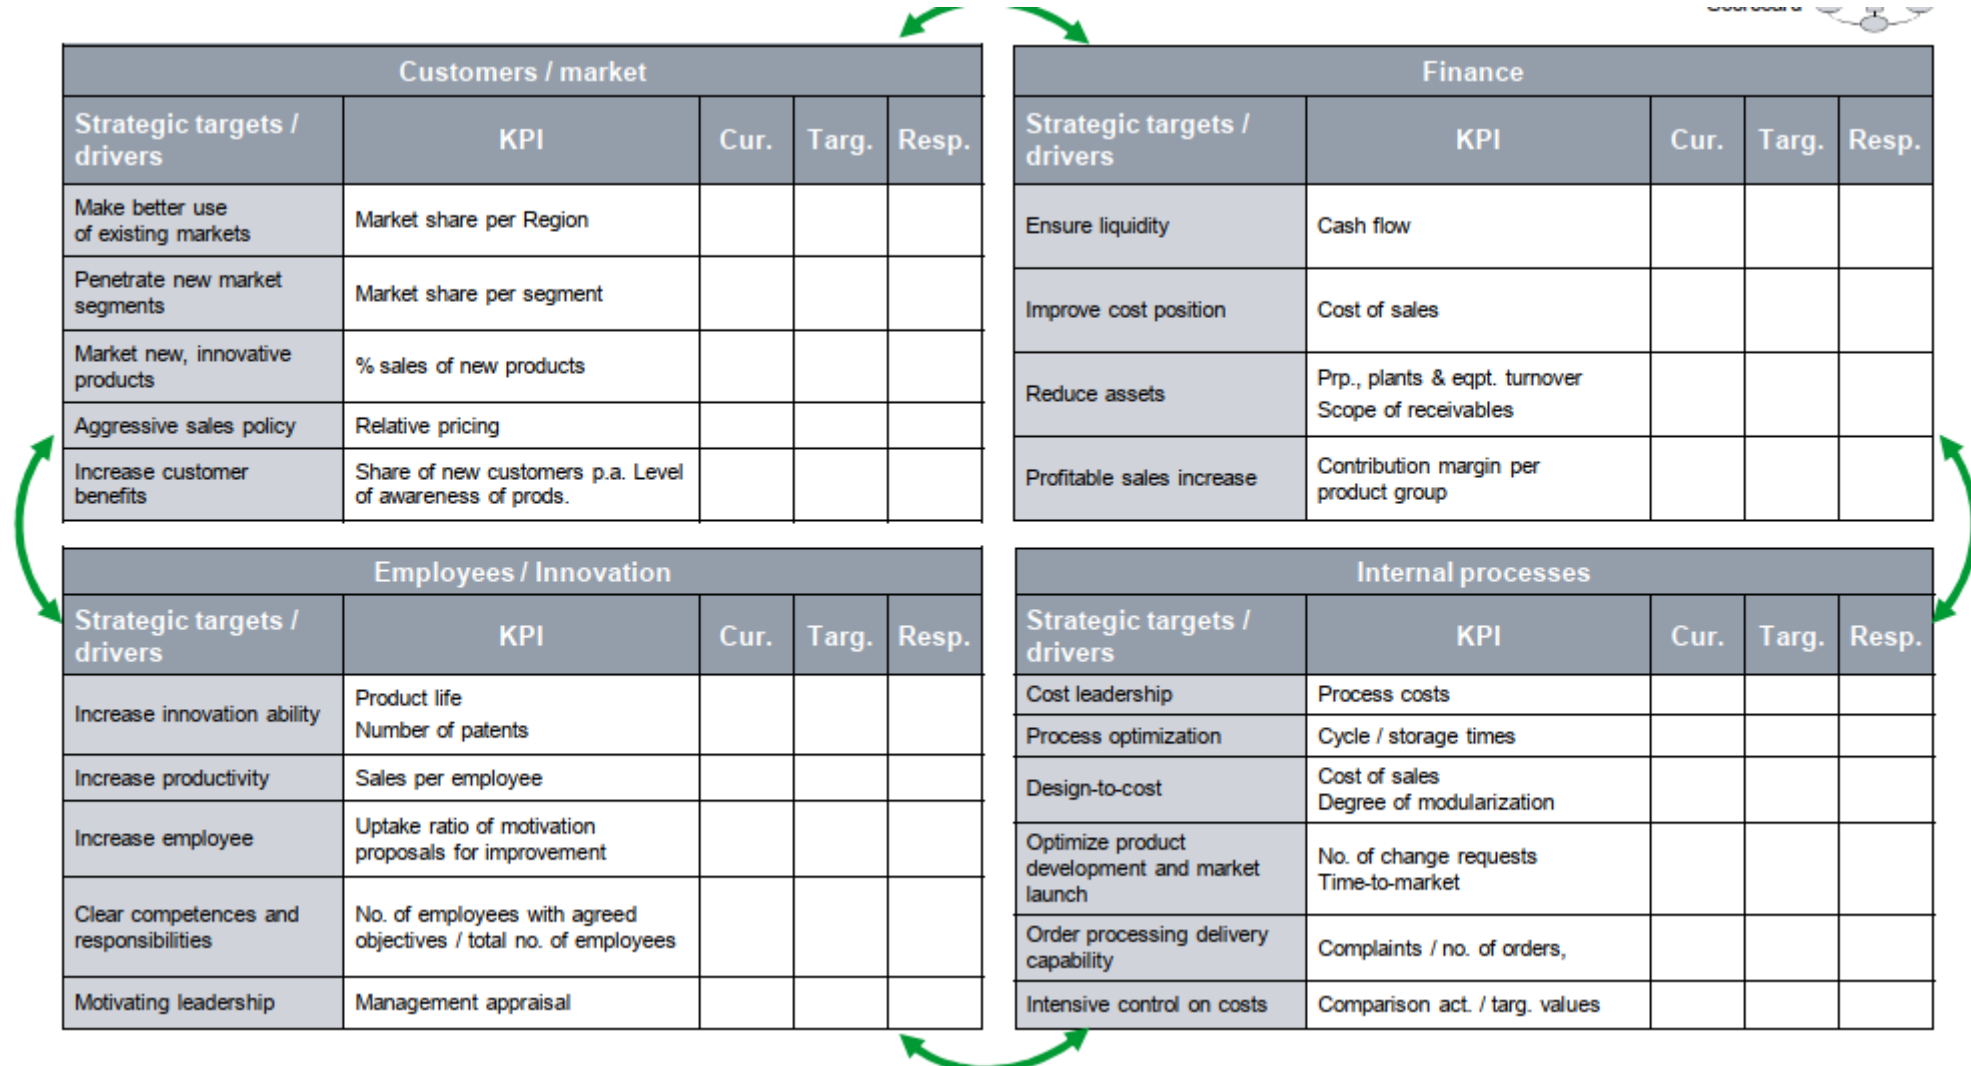 Scorecard
Customers / market
Strategic targets /
drivers
KPI
Cur.
Targ.
Resp.
Make better use
of existing markets
Market share per Region
Penetrate new market
segments
Market share per segment
Market new, innovative
products
% sales of new products
Aggressive sales policy
Relative pricing
Increase customer
benefits
Share of new customers p.a. Level
of awareness of prods.
Finance
Strategic targets /
drivers
KPI
Cur.
Targ.
Resp.
Ensure liquidity
Cash flow
Improve cost position
Cost of sales
Reduce assets
Prp., plants & eqpt. turnover
Scope of receivables
Profitable sales increase
Contribution margin per
product group
Employees / Innovation
Strategic targets /
drivers
KPI
Cur.
Targ.
Resp.
Increase innovation ability
Product life
Number of patents
Increase productivity
Sales per employee
Increase employee
Uptake ratio of motivation
proposals for improvement
Clear competences and
responsibilities
No. of employees with agreed
objectives / total no. of employees
Motivating leadership
Management appraisal
Internal processes
Strategic targets /
drivers
KPI
Cur.
Targ.
Resp.
Cost leadership
Process costs
Process optimization
Cycle / storage times
Design-to-cost
Cost of sales
Degree of modularization
Optimize product
development and market
launch
No. of change requests
Time-to-market
Order processing delivery
capability
Complaints / no. of orders,
Intensive control on costs
Comparison act. / targ. values